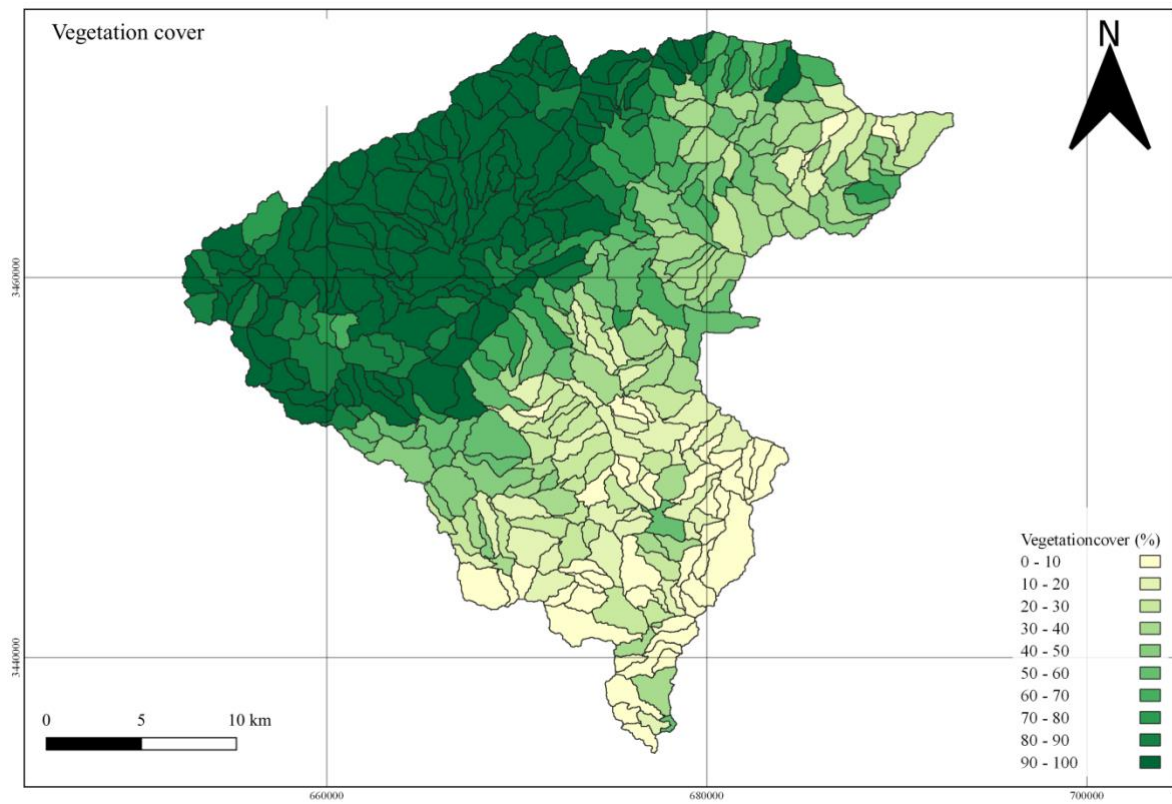 Vegetation cover
N
3460000
3440000
Vegetationcover (%)
0 - 10
10 - 20
20 - 30
30 - 40
40 - 50
50 - 60
60 - 70
70 - 80
80 - 90
90 - 100
0 5 10 km
660000 680000 700000